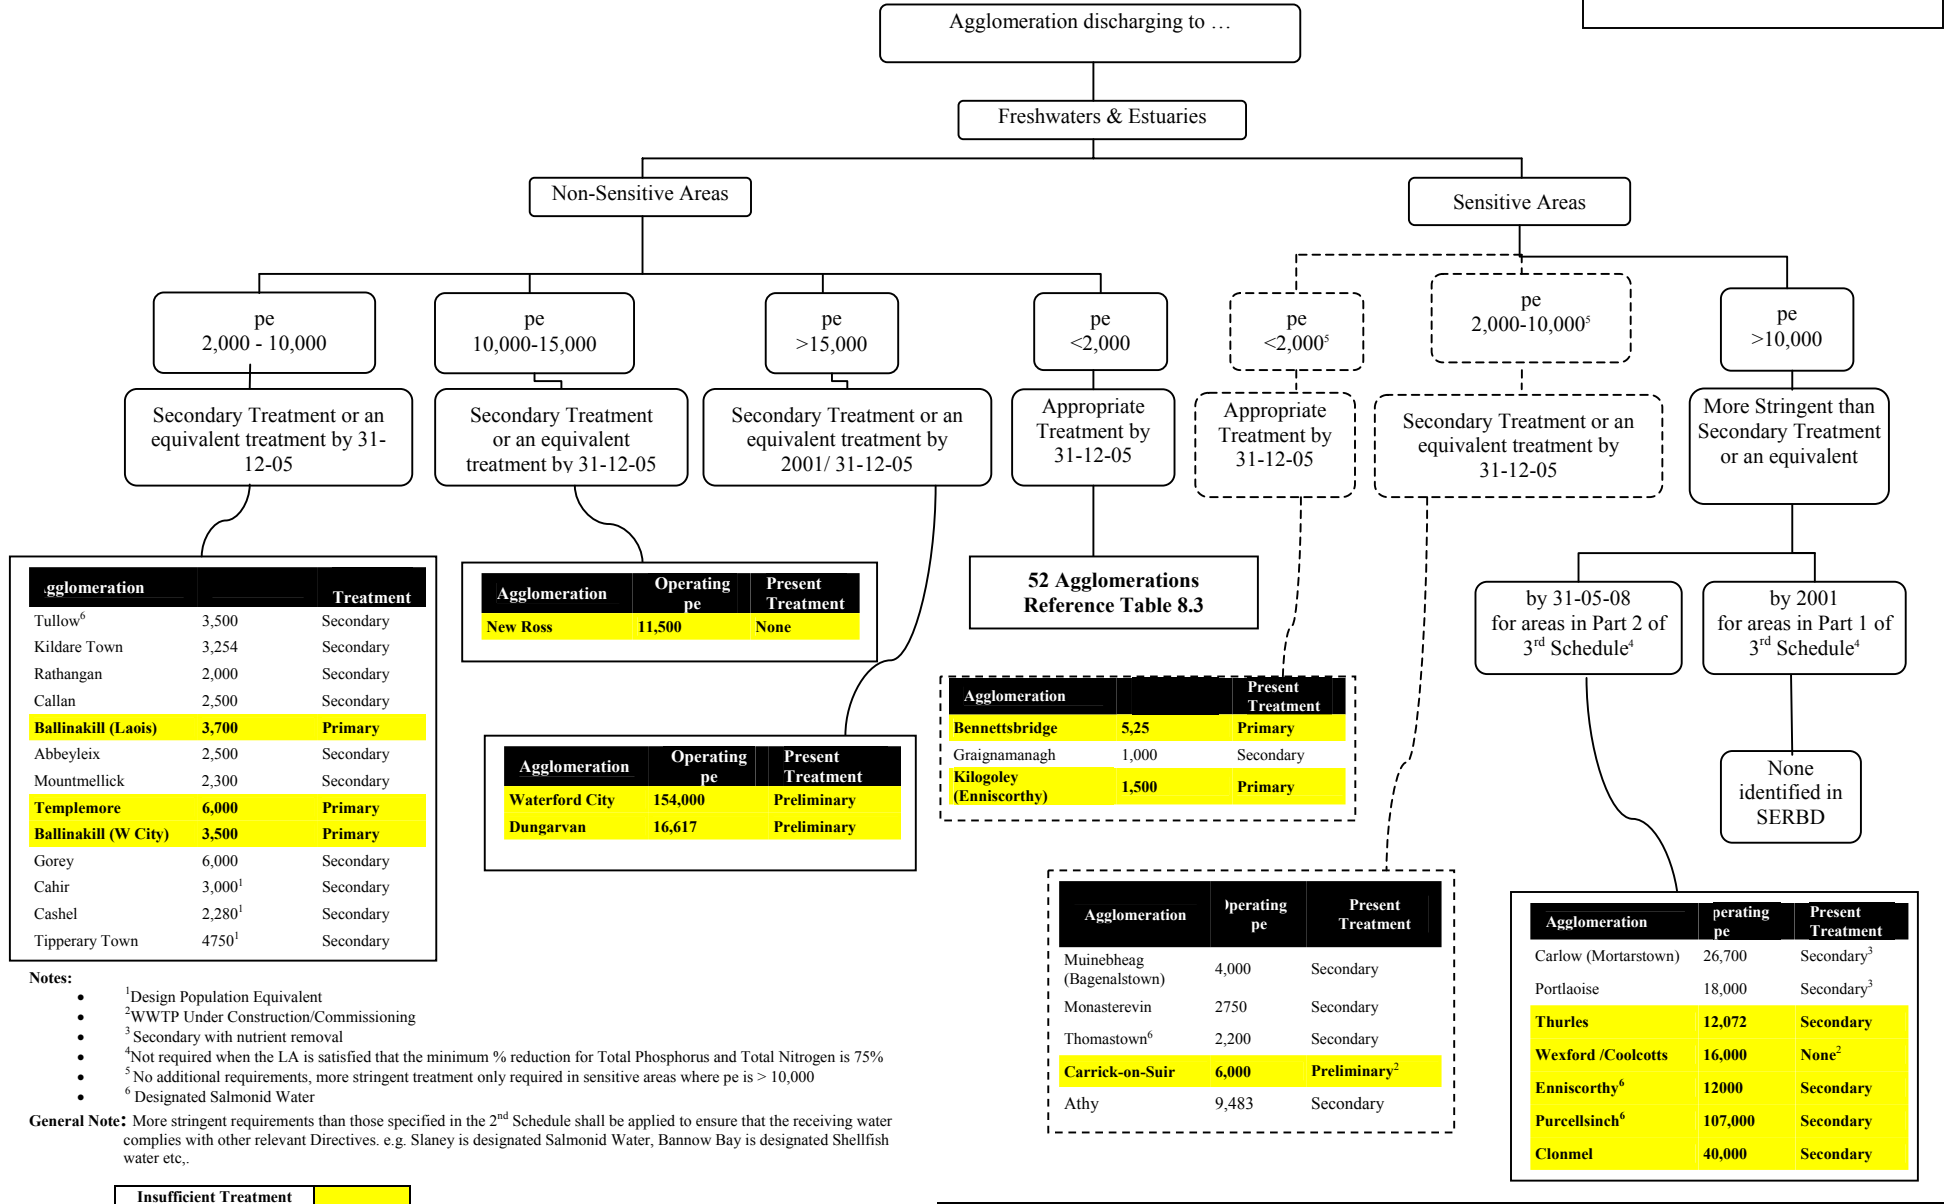 Agglomeration discharging to …
Freshwaters & Estuaries
Non-Sensitive Areas
Sensitive Areas
pe
2,000 - 10,000
pe
10,000-15,000
pe
>15,000
pe
<2,000
pe
<2,000⁵
pe
2,000-10,000⁵
pe
>10,000
Secondary Treatment or an
equivalent treatment by 31-
12-05
Secondary Treatment
or an equivalent
treatment by 31-12-05
Secondary Treatment or an
equivalent treatment by
2001/ 31-12-05
Appropriate
Treatment by
31-12-05
Appropriate
Treatment by
31-12-05
Secondary Treatment or an
equivalent treatment by
31-12-05
More Stringent than
Secondary Treatment
or an equivalent
gglomeration Treatment
Tullow⁶ 3,500 Secondary
Kildare Town 3,254 Secondary
Rathangan 2,000 Secondary
Callan 2,500 Secondary
Ballinakill (Laois) 3,700 Primary
Abbeyleix 2,500 Secondary
Mountmellick 2,300 Secondary
Templemore 6,000 Primary
Ballinakill (W City) 3,500 Primary
Gorey 6,000 Secondary
Cahir 3,000¹ Secondary
Cashel 2,280¹ Secondary
Tipperary Town 4750¹ Secondary
Agglomeration Operating pe Present Treatment
New Ross 11,500 None
Agglomeration Operating pe Present Treatment
Waterford City 154,000 Preliminary
Dungarvan 16,617 Preliminary
52 Agglomerations
Reference Table 8.3
Agglomeration Present Treatment
Bennettsbridge 5,25 Primary
Graignamanagh 1,000 Secondary
Kilogoley (Enniscorthy) 1,500 Primary
Agglomeration perating pe Present Treatment
Muinebheag (Bagenalstown) 4,000 Secondary
Monasterevin 2750 Secondary
Thomastown⁶ 2,200 Secondary
Carrick-on-Suir 6,000 Preliminary²
Athy 9,483 Secondary
by 31-05-08
for areas in Part 2 of
3rd Schedule⁴
by 2001
for areas in Part 1 of
3rd Schedule⁴
None
identified in
SERBD
Agglomeration perating pe Present Treatment
Carlow (Mortarstown) 26,700 Secondary³
Portlaoise 18,000 Secondary³
Thurles 12,072 Secondary
Wexford /Coolcotts 16,000 None²
Enniscorthy⁶ 12000 Secondary
Purcellsinch⁶ 107,000 Secondary
Clonmel 40,000 Secondary
Notes:
• ¹Design Population Equivalent
• ²WWTP Under Construction/Commissioning
• ³ Secondary with nutrient removal
• ⁴Not required when the LA is satisfied that the minimum % reduction for Total Phosphorus and Total Nitrogen is 75%
• ⁵ No additional requirements, more stringent treatment only required in sensitive areas where pe is > 10,000
• ⁶ Designated Salmonid Water
General Note: More stringent requirements than those specified in the 2nd Schedule shall be applied to ensure that the receiving water
complies with other relevant Directives. e.g. Slaney is designated Salmonid Water, Bannow Bay is designated Shellfish
water etc,.
Insufficient Treatment